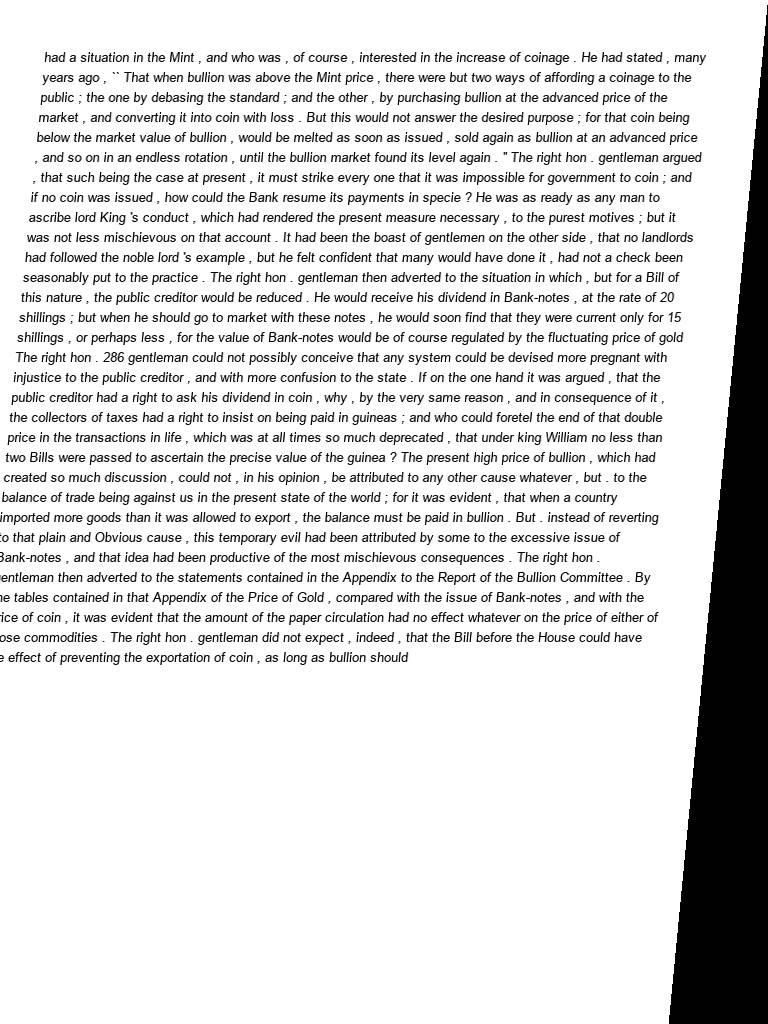 had a situation in the Mint , and who was , of course , interested in the increase of coinage . He had stated , many
years ago , `` That when bullion was above the Mint price , there were but two ways of affording a coinage to the
public ; the one by debasing the standard ; and the other , by purchasing bullion at the advanced price of the
market , and converting it into coin with loss . But this would not answer the desired purpose ; for that coin being
below the market value of bullion , would be melted as soon as issued , sold again as bullion at an advanced price
, and so on in an endless rotation , until the bullion market found its level again . '' The right hon . gentleman argued
, that such being the case at present , it must strike every one that it was impossible for government to coin ; and
if no coin was issued , how could the Bank resume its payments in specie ? He was as ready as any man to
ascribe lord King 's conduct , which had rendered the present measure necessary , to the purest motives ; but it
was not less mischievous on that account . It had been the boast of gentlemen on the other side , that no landlords
had followed the noble lord 's example , but he felt confident that many would have done it , had not a check been
seasonably put to the practice . The right hon . gentleman then adverted to the situation in which , but for a Bill of
this nature , the public creditor would be reduced . He would receive his dividend in Bank-notes , at the rate of 20
shillings ; but when he should go to market with these notes , he would soon find that they were current only for 15
shillings , or perhaps less , for the value of Bank-notes would be of course regulated by the fluctuating price of gold
The right hon . 286 gentleman could not possibly conceive that any system could be devised more pregnant with
injustice to the public creditor , and with more confusion to the state . If on the one hand it was argued , that the
public creditor had a right to ask his dividend in coin , why , by the very same reason , and in consequence of it ,
the collectors of taxes had a right to insist on being paid in guineas ; and who could foretel the end of that double
price in the transactions in life , which was at all times so much deprecated , that under king William no less than
two Bills were passed to ascertain the precise value of the guinea ? The present high price of bullion , which had
created so much discussion , could not , in his opinion , be attributed to any other cause whatever , but . to the
balance of trade being against us in the present state of the world ; for it was evident , that when a country
imported more goods than it was allowed to export , the balance must be paid in bullion . But . instead of reverting
to that plain and Obvious cause , this temporary evil had been attributed by some to the excessive issue of
Bank-notes , and that idea had been productive of the most mischievous consequences . The right hon .
gentleman then adverted to the statements contained in the Appendix to the Report of the Bullion Committee . By
tables contained in that Appendix of the Price of Gold , compared with the issue of Bank-notes , and with the
of coin , it was evident that the amount of the paper circulation had no effect whatever on the price of either of
commodities . The right hon . gentleman did not expect , indeed , that the Bill before the House could have
effect of preventing the exportation of coin , as long as bullion should